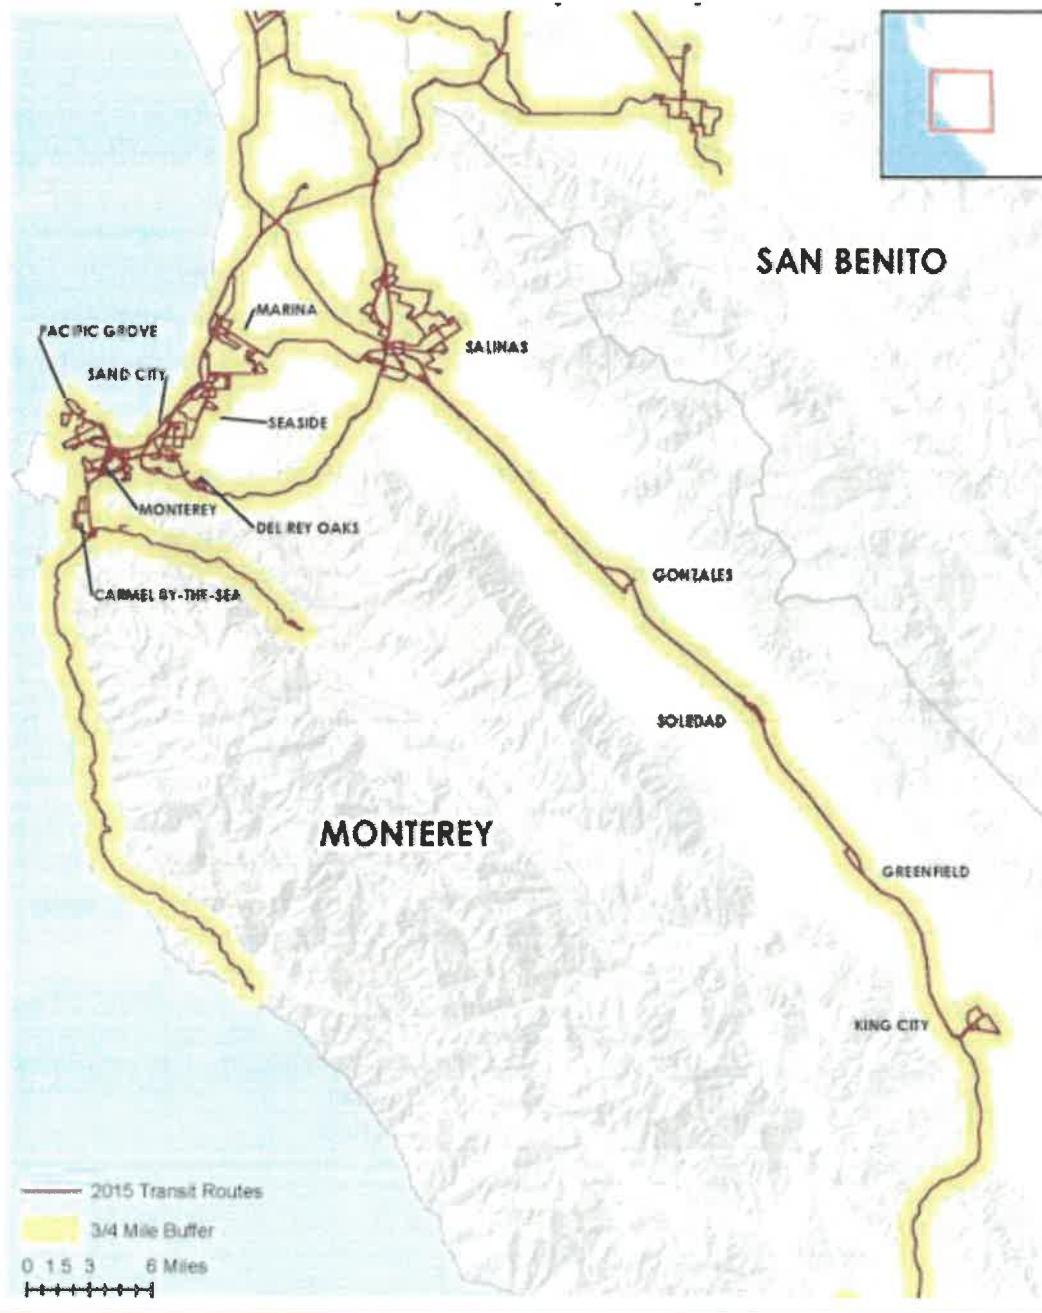 SAN BENITO
MARINA
PACIFIC GROVE
SALINAS
SAND CITY
SEASIDE
MONTEREY
DEL REY OAKS
GONZALES
CARMEL BY-THE-SEA
SOLEDAD
MONTEREY
GREENFIELD
KING CITY
2015 Transit Routes
3/4 Mile Buffer
0 1.5 3 6 Miles